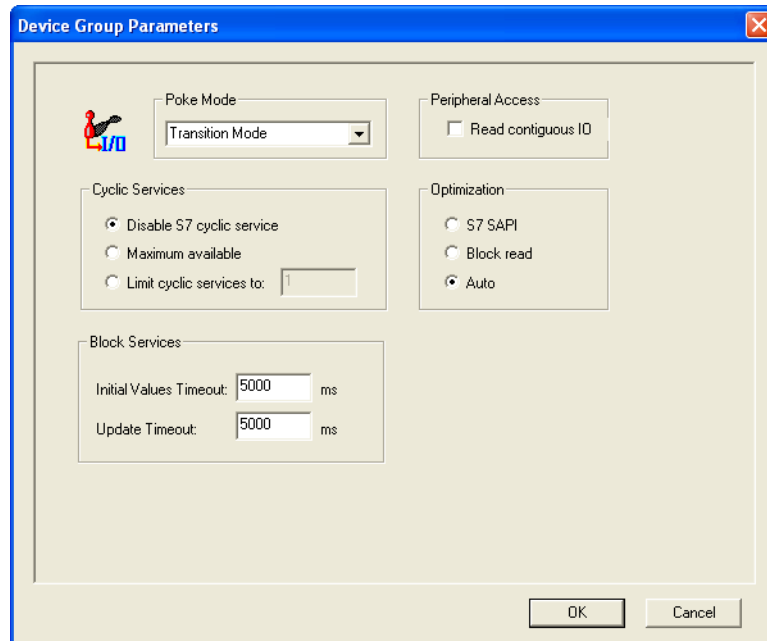 Device Group Parameters
Poke Mode
Transition Mode
I/O
Peripheral Access
Read contiguous IO
Cyclic Services
Disable S7 cyclic service
Maximum available
Limit cyclic services to: 1
Optimization
S7 SAPI
Block read
Auto
Block Services
Initial Values Timeout: 5000 ms
Update Timeout: 5000 ms
OK
Cancel